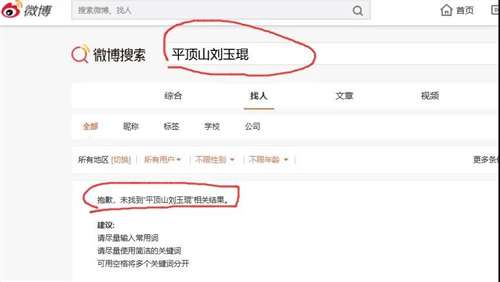 微博
搜索微博、找人
首页
微博搜索
平顶山刘玉琨
综合 找人 文章 视频
全部 昵称 标签 学校 公司
所有地区 [切换] 所有用户 不限性别 不限年龄 更多条
抱歉，未找到“平顶山刘玉琨”相关结果。
建议:
请尽量输入常用词
请尽量使用简洁的关键词
可用空格将多个关键词分开